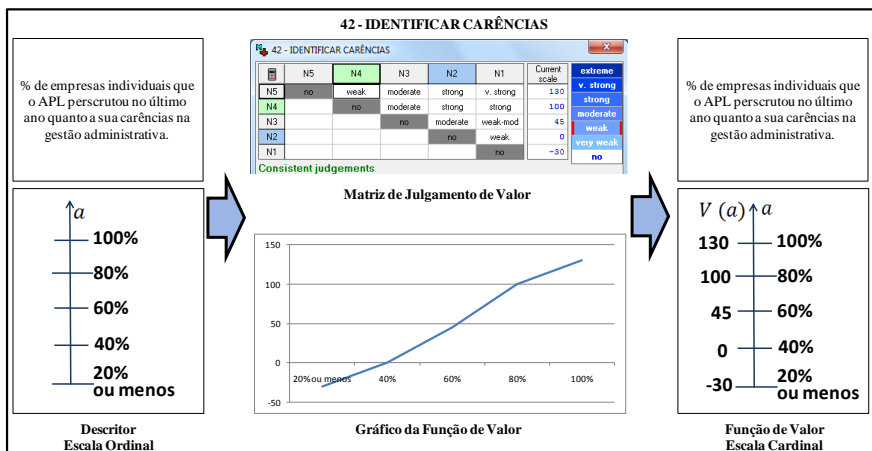 42 - IDENTIFICAR CARÊNCIAS
% de empresas individuais que
o APL perscrutou no último
ano quanto a sua carências na
gestão administrativa.
a
100%
80%
60%
40%
20%
ou menos
Descritor
Escala Ordinal
42 - IDENTIFICAR CARÊNCIAS
N5 N4 N3 N2 N1 Current
scale
N5 no weak moderate strong v. strong 130
N4 no moderate strong strong 100
N3 no moderate weak-mod 45
N2 no weak 0
N1 no -30
extreme
v. strong
strong
moderate
weak
very weak
no
Consistent judgements
Matriz de Julgamento de Valor
150
100
50
0
-50
20% ou menos 40% 60% 80% 100%
Gráfico da Função de Valor
% de empresas individuais que
o APL perscrutou no último
ano quanto a sua carências na
gestão administrativa.
V (a) a
130 100%
100 80%
45 60%
0 40%
-30 20%
ou menos
Função de Valor
Escala Cardinal